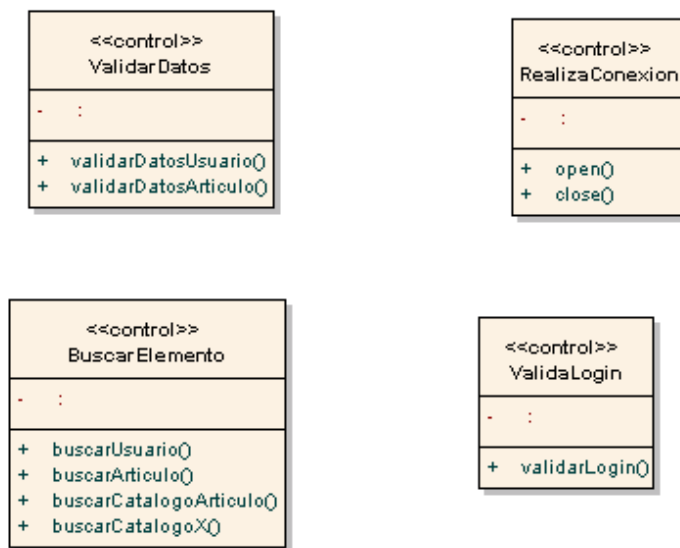 <<control>>
ValidarDatos
- :
+ validarDatosUsuario()
+ validarDatosArticulo()
<<control>>
RealizaConexion
- :
+ open()
+ close()
<<control>>
BuscarElemento
- :
+ buscarUsuario()
+ buscarArticulo()
+ buscarCatalogoArticulo()
+ buscarCatalogoX()
<<control>>
ValidaLogin
- :
+ validarLogin()